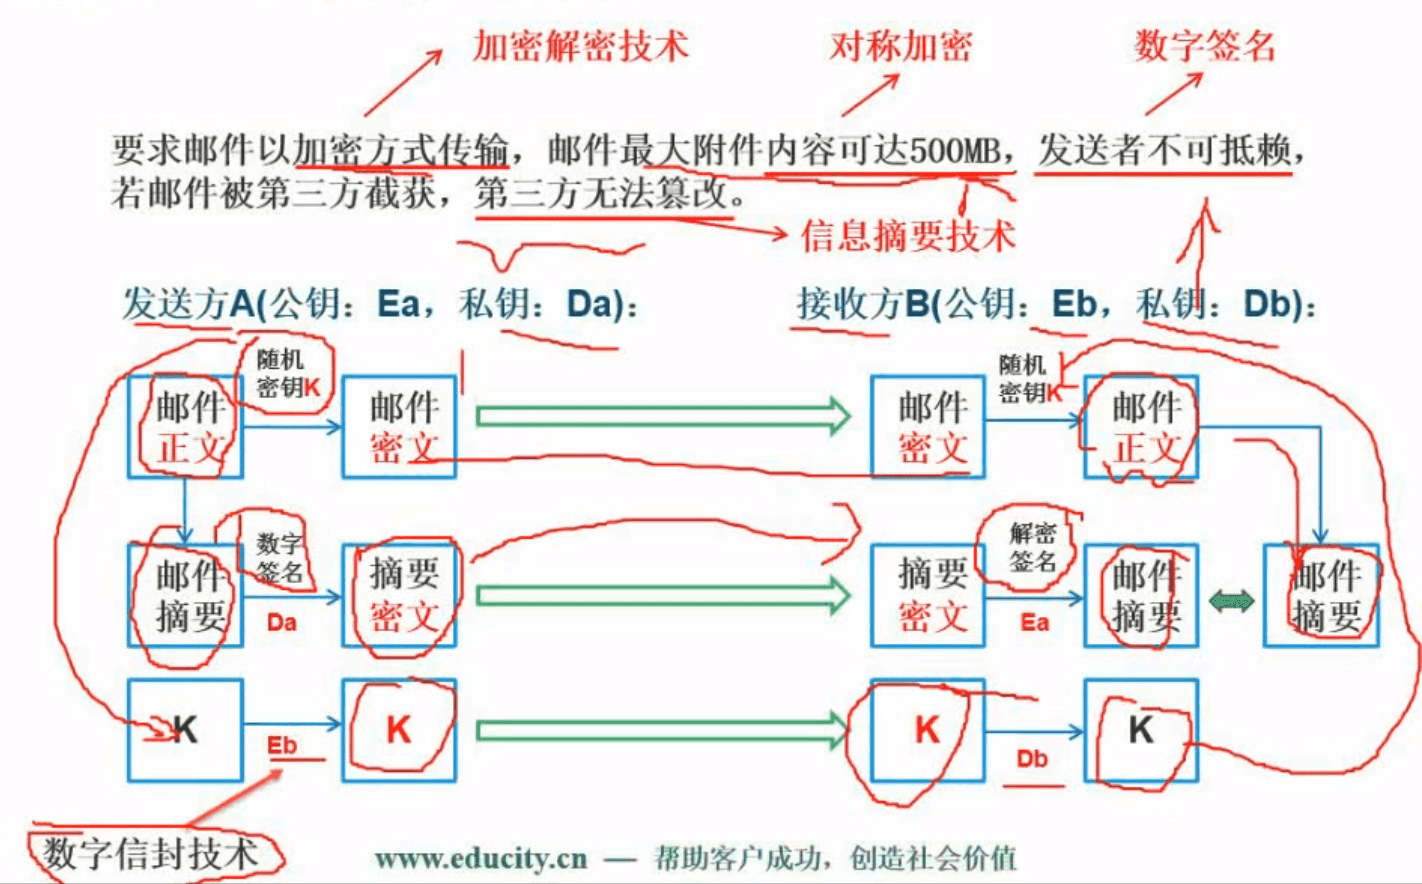 加密解密技术
对称加密
数字签名
要求邮件以加密方式传输，邮件最大附件内容可达500MB，发送者不可抵赖，
若邮件被第三方截获，第三方无法篡改。
信息摘要技术
发送方A(公钥：Ea，私钥：Da)：
接收方B(公钥：Eb，私钥：Db)：
邮件
正文
随机
密钥K
邮件
密文
邮件
密文
随机
密钥K
邮件
正文
邮件
摘要
数字
签名
Da
摘要
密文
摘要
密文
解密
签名
Ea
邮件
摘要
邮件
摘要
K
Eb
K
K
Db
K
数字信封技术
www.educity.cn — 帮助客户成功，创造社会价值